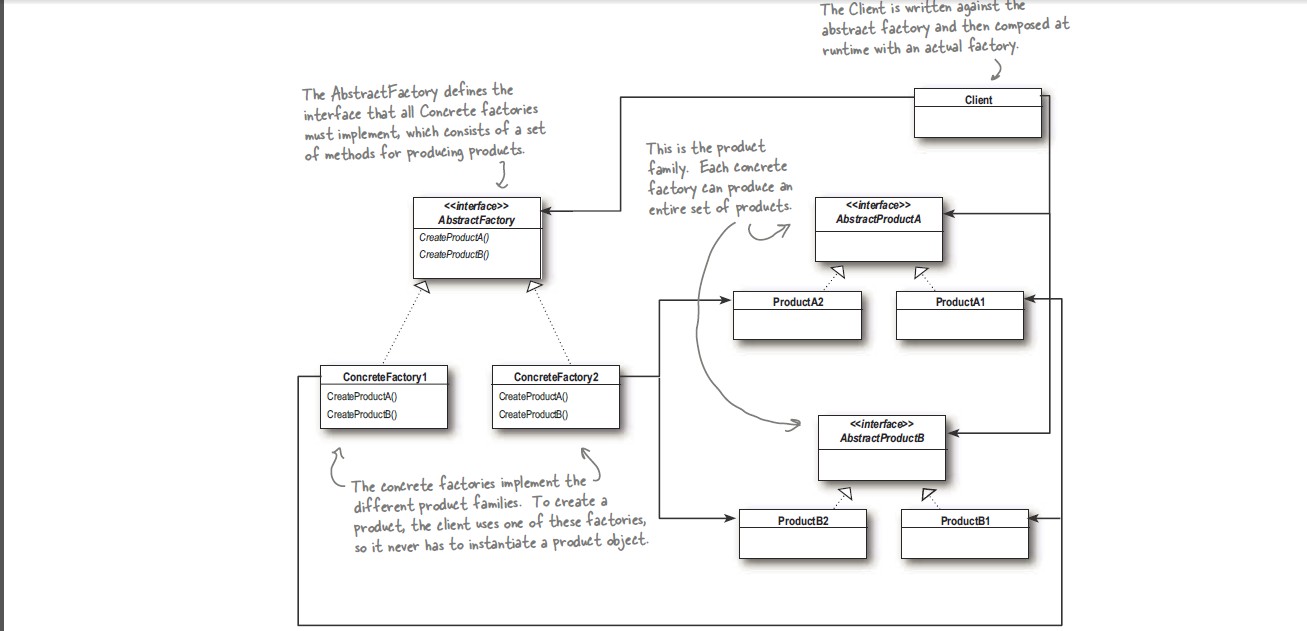 The Client is written against the
abstract factory and then composed at
runtime with an actual factory.
The AbstractFactory defines the
interface that all Concrete factories
must implement, which consists of a set
of methods for producing products.
Client
This is the product
family. Each concrete
factory can produce an
entire set of products.
<<interface>>
AbstractFactory
CreateProductA()
CreateProductB()
<<interface>>
AbstractProductA
ProductA2
ProductA1
ConcreteFactory1
CreateProductA()
CreateProductB()
ConcreteFactory2
CreateProductA()
CreateProductB()
<<interface>>
AbstractProductB
ProductB2
ProductB1
The concrete factories implement the
different product families. To create a
product, the client uses one of these factories,
so it never has to instantiate a product object.